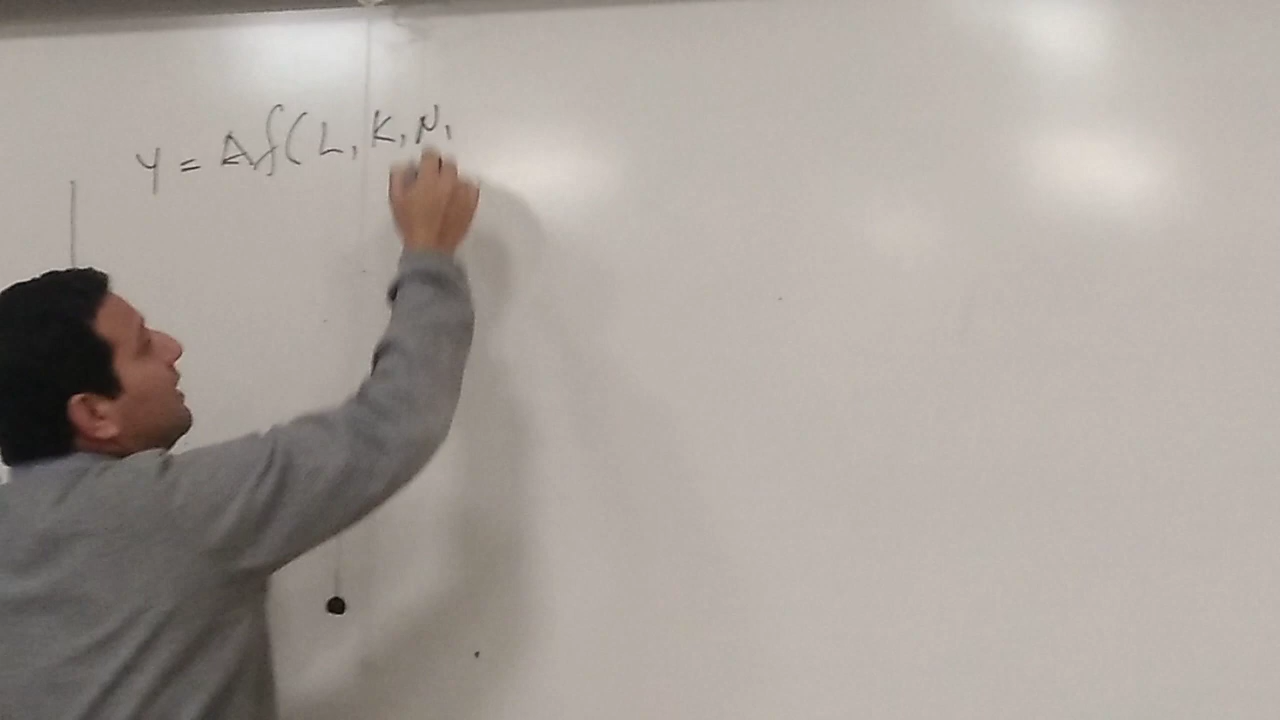 Y = Af(L, K, N,